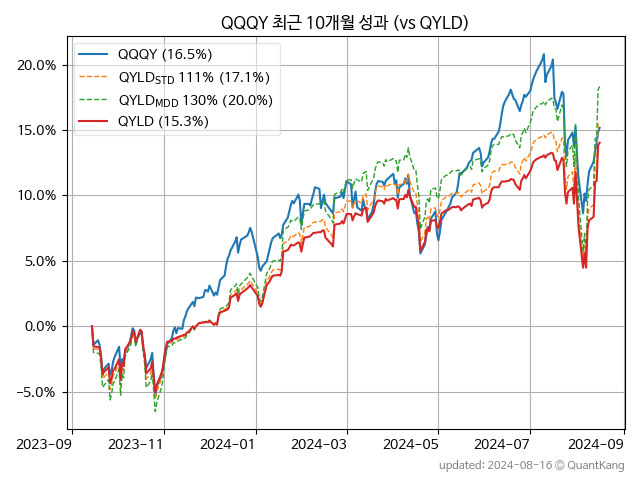 QQQY 최근 10개월 성과 (vs QYLD)
QQQY (16.5%)
QYLD_STD 111% (17.1%)
QYLD_MDD 130% (20.0%)
QYLD (15.3%)
20.0%
15.0%
10.0%
5.0%
0.0%
−5.0%
2023-09 2023-11 2024-01 2024-03 2024-05 2024-07 2024-09
updated: 2024-08-16 © QuantKang